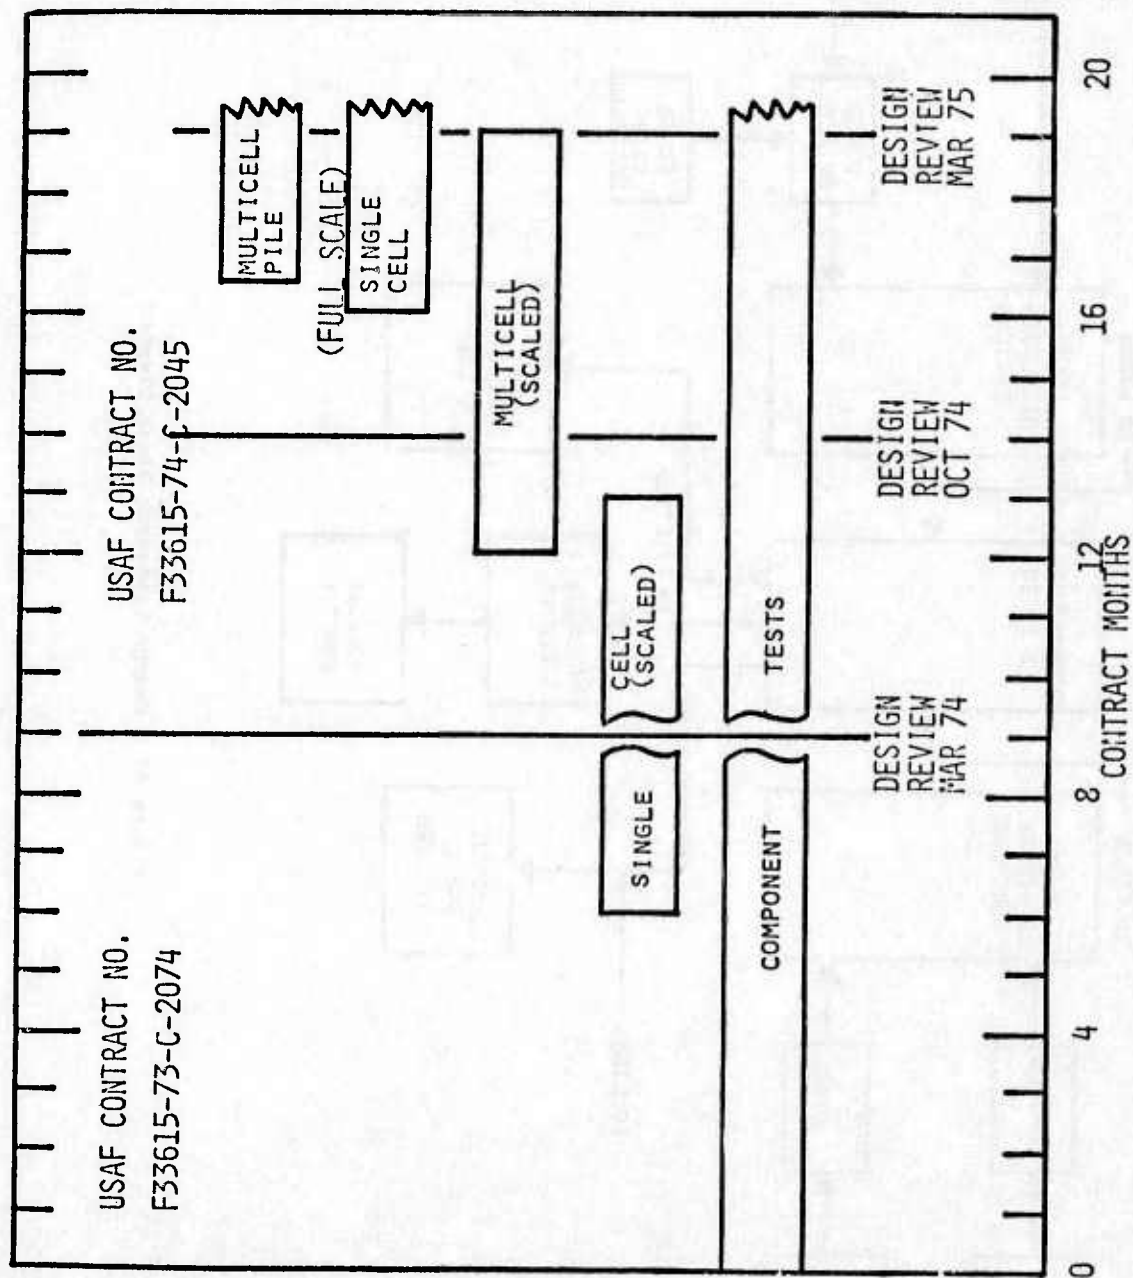 USAF CONTRACT NO.
F33615-73-C-2074
USAF CONTRACT NO.
F33615-74-C-2045
MULTICELL
PILE
(FULL SCALE)
SINGLE
CELL
MULTICELL
(SCALED)
SINGLE
CELL
(SCALED)
COMPONENT
TESTS
DESIGN
REVIEW
MAR 74
DESIGN
REVIEW
OCT 74
DESIGN
REVIEW
MAR 75
0
4
8
12
16
20
CONTRACT MONTHS